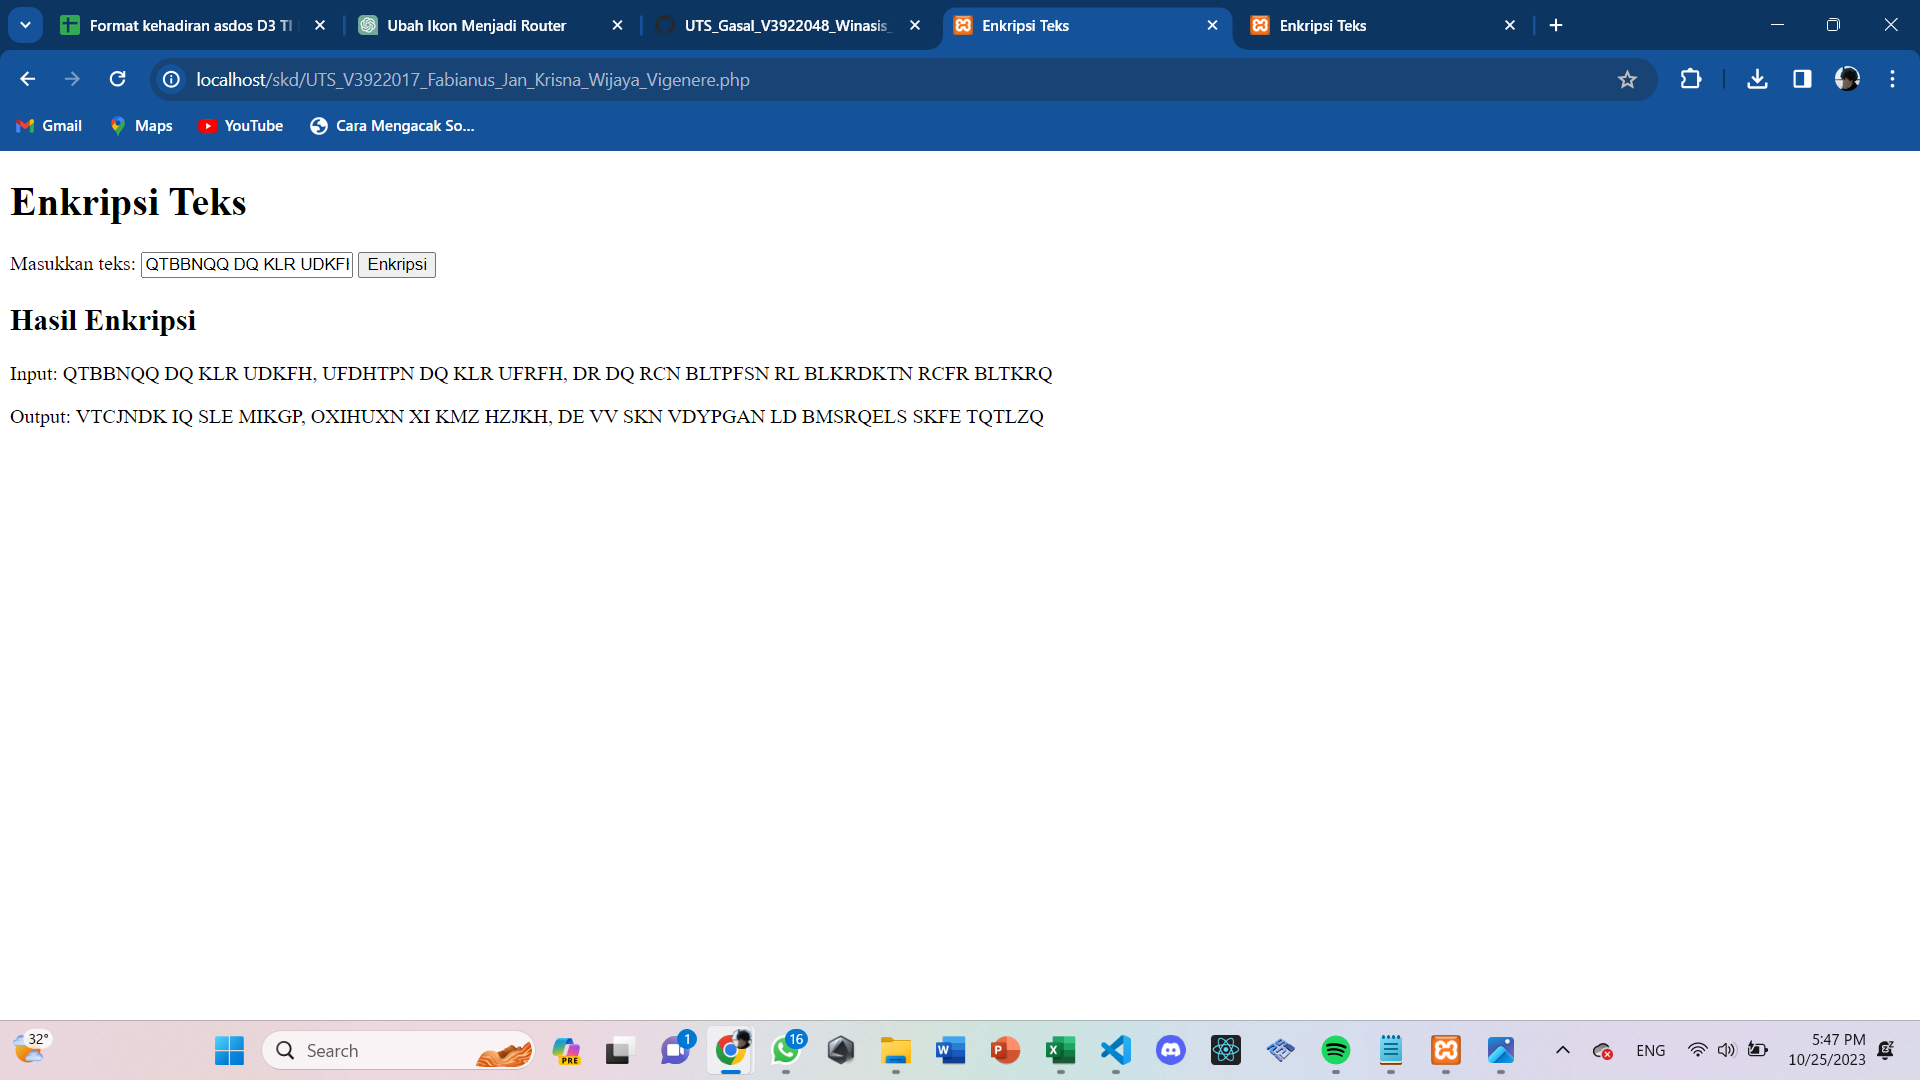 Format kehadiran asdos D3 TI
Ubah Ikon Menjadi Router
UTS_Gasal_V3922048_Winasis_
Enkripsi Teks
Enkripsi Teks
localhost/skd/UTS_V3922017_Fabianus_Jan_Krisna_Wijaya_Vigenere.php
Gmail
Maps
YouTube
Cara Mengacak So...
Enkripsi Teks
Masukkan teks: QTBBNQQ DQ KLR UDKFH Enkripsi
Hasil Enkripsi
Input: QTBBNQQ DQ KLR UDKFH, UFDHTPN DQ KLR UFRFH, DR DQ RCN BLTPFSN RL BLKRDKTN RCFR BLTKRQ
Output: VTCJNDK IQ SLE MIKGP, OXIHUXN XI KMZ HZJKH, DE VV SKN VDYPGAN LD BMSRQELS SKFE TQTLZQ
32°
Search
PRE
1
16
ENG
5:47 PM
10/25/2023